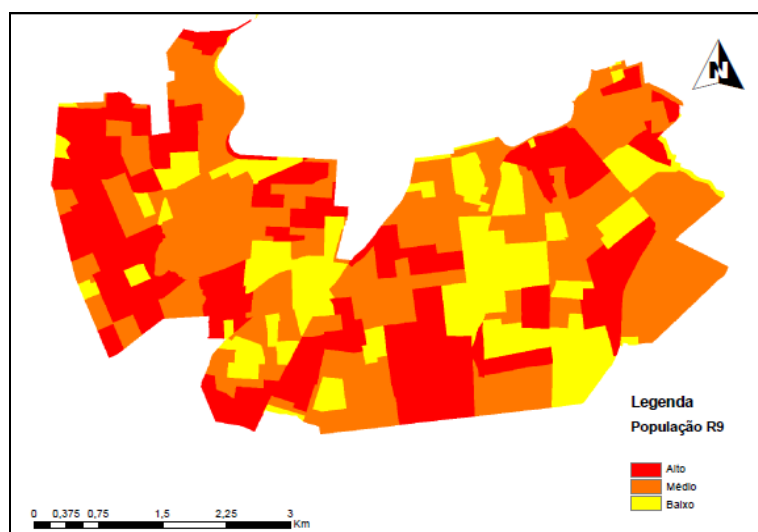 N
Legenda
População R9
Alto
Médio
Baixo
0 0,375 0,75 1,5 2,25 3
Km